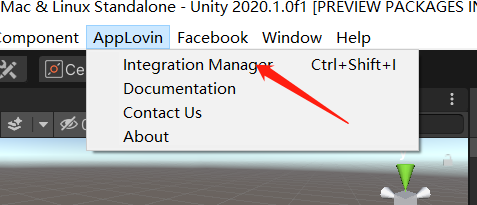 Mac & Linux Standalone - Unity 2020.1.0f1 [PREVIEW PACKAGES IN
Component AppLovin Facebook Window Help
Integration Manager Ctrl+Shift+I
Documentation
Contact Us
About
Ce